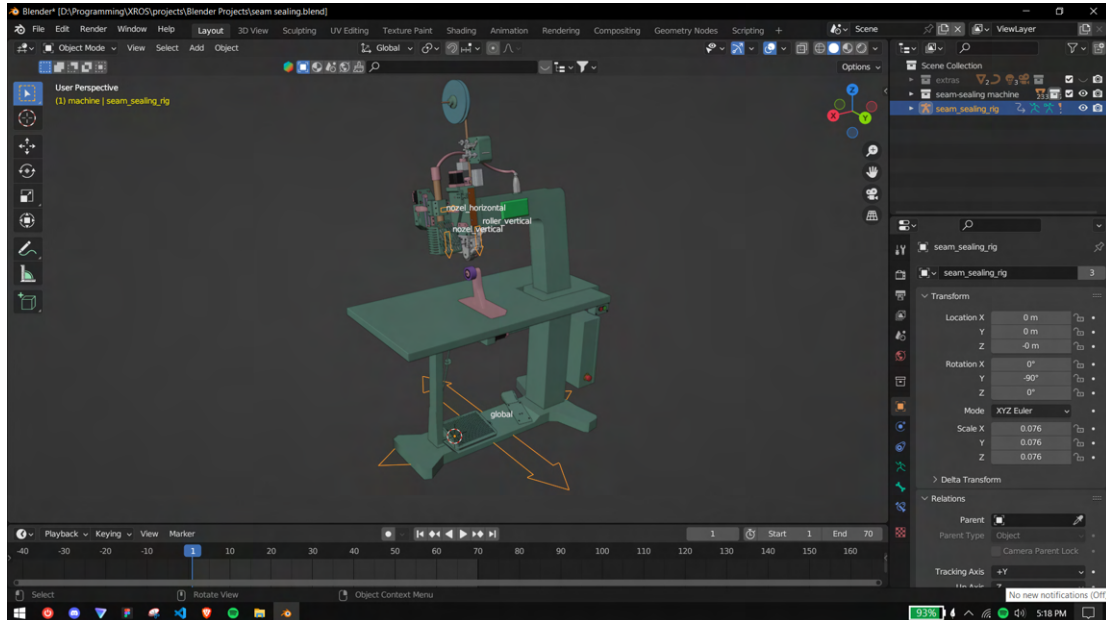 Blender* [D:\Programming\XROS\projects\Blender Projects\seam sealing.blend]
File Edit Render Window Help Layout 3D View Sculpting UV Editing Texture Paint Shading Animation Rendering Compositing Geometry Nodes Scripting + Scene ViewLayer
Object Mode View Select Add Object Global
Options
User Perspective
(1) machine | seam_sealing_rig
Z
X
Y
nozel_horizontal
roller_vertical
nozel_vertical
global
Scene Collection
extras 2 3
seam-sealing machine 233
seam_sealing_rig
seam_sealing_rig
seam_sealing_rig 3
Transform
Location X 0 m
Y 0 m
Z -0 m
Rotation X 0°
Y -90°
Z 0°
Mode XYZ Euler
Scale X 0.076
Y 0.076
Z 0.076
Delta Transform
Relations
Parent
Parent Type Object
Camera Parent Lock
Tracking Axis +Y
No new notifications (Off
Playback Keying View Marker 1 Start 1 End 70
-40 -30 -20 -10 1 10 20 30 40 50 60 70 80 90 100 110 120 130 140 150 160
Select Rotate View Object Context Menu
93% 5:18 PM